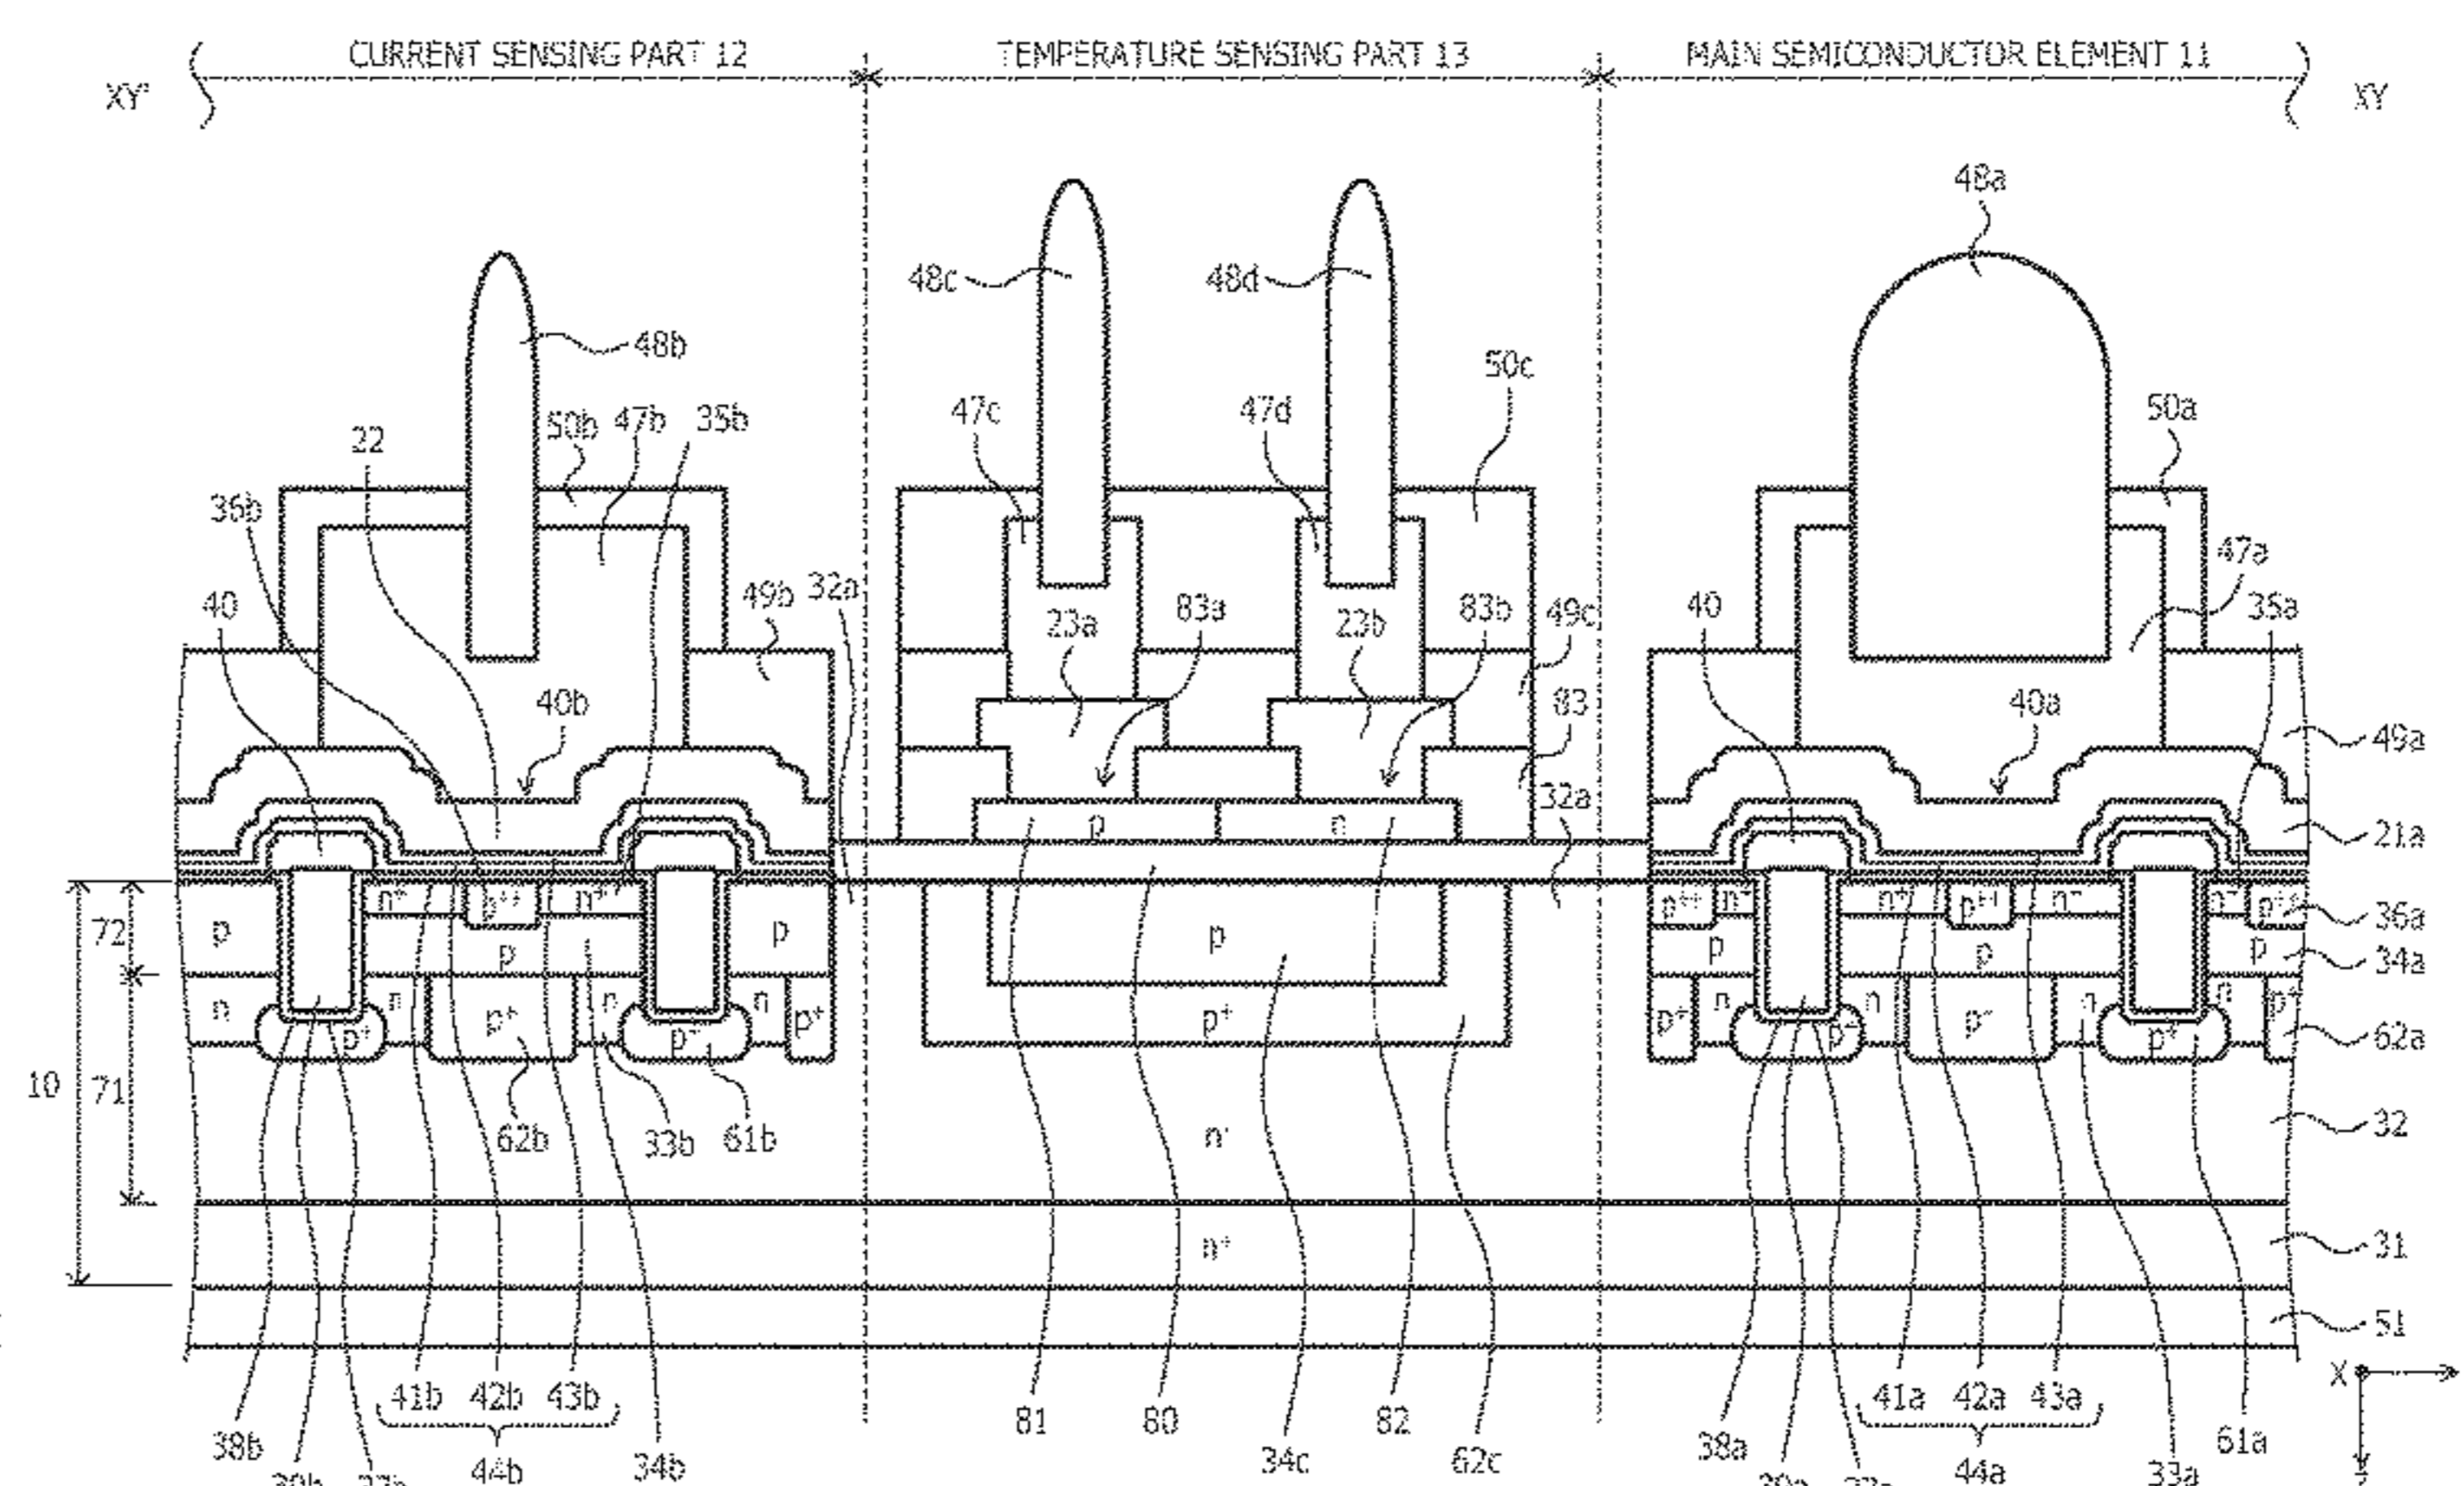 CURRENT SENSING PART 12
TEMPERATURE SENSING PART 13
MAIN SEMICONDUCTOR ELEMENT 11
XY'
XY
48a
48c
48d
48b
50c
47c
47d
50a
22
50b
47b
35b
36b
40
49b
32a
23a
83a
23b
83b
49c
40
47a
35a
40b
83
40a
49a
32a
p
n
21a
n+
p++
n+
p++
n+
p++
36a
72
p
p
p
p
p
p
p
34a
n
n
p+
n
n
p+
p+
p+
n
n
n
n
p+
p+
p+
p+
62a
10
71
62b
33b
61b
n-
32
n+
31
51
41b
42b
43b
81
80
82
41a
42a
43a
X
38b
44b
34b
34c
62c
38a
44a
33a
61a